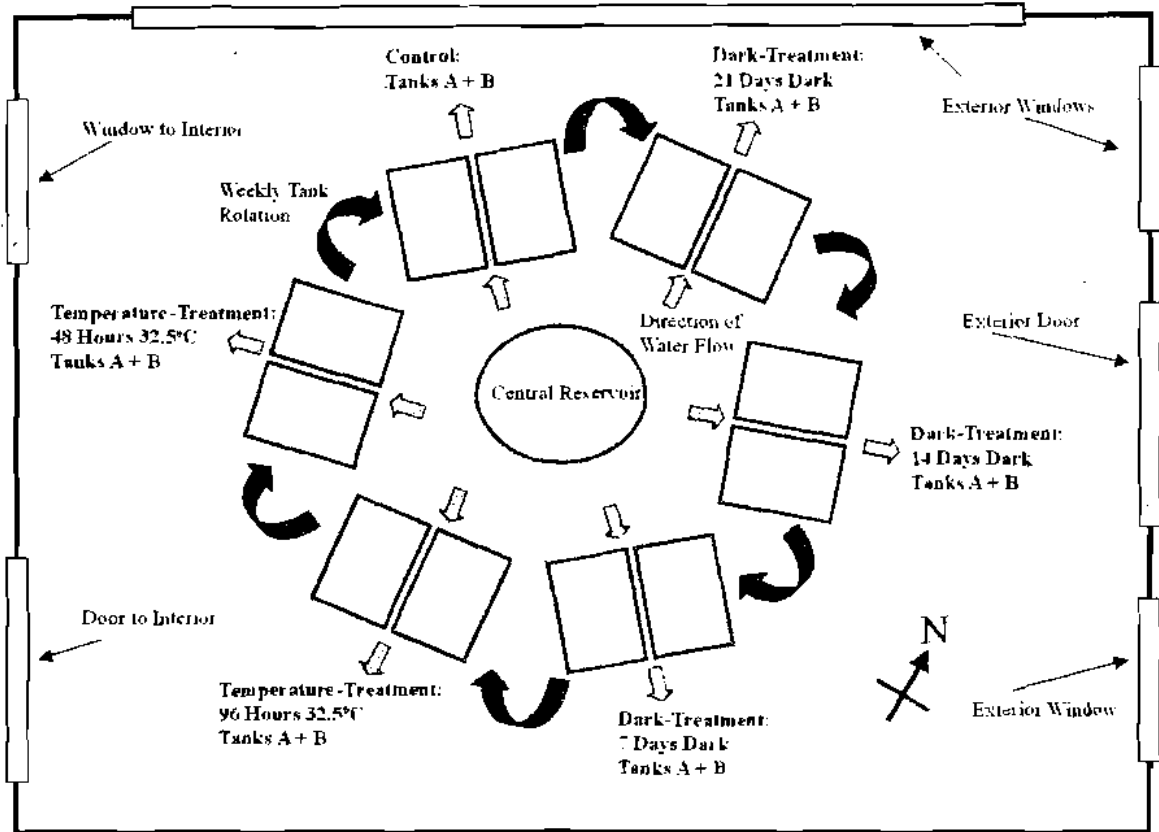 Control:
Tanks A + B
Dark-Treatment:
21 Days Dark
Tanks A + B
Exterior Windows
Window to Interior
Weekly Tank
Rotation
Temperature-Treatment:
48 Hours 32.5°C
Tanks A + B
Direction of
Water Flow
Exterior Door
Central Reservoir
Dark-Treatment:
14 Days Dark
Tanks A + B
Door to Interior
N
Temperature-Treatment:
96 Hours 32.5°C
Tanks A + B
Dark-Treatment:
7 Days Dark
Tanks A + B
Exterior Window